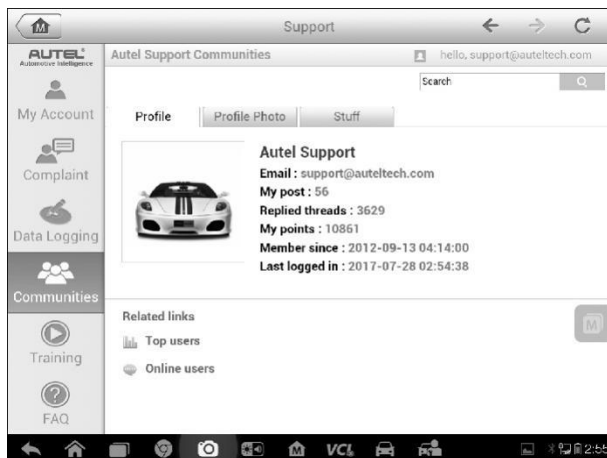 Support
AUTEL
Automotive Intelligence
Autel Support Communities
hello, support@auteltech.com
Search
My Account
Profile
Profile Photo
Stuff
Autel Support
Email : support@auteltech.com
My post : 56
Replied threads : 3629
My points : 10861
Member since : 2012-09-13 04:14:00
Last logged in : 2017-07-28 02:54:38
Complaint
Data Logging
Communities
Related links
Top users
Online users
Training
FAQ
VCI
2:55